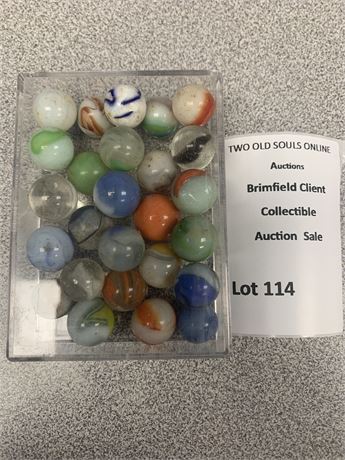 TWO OLD SOULS ONLINE
Auctions
Brimfield Client
Collectible
Auction Sale
Lot 114